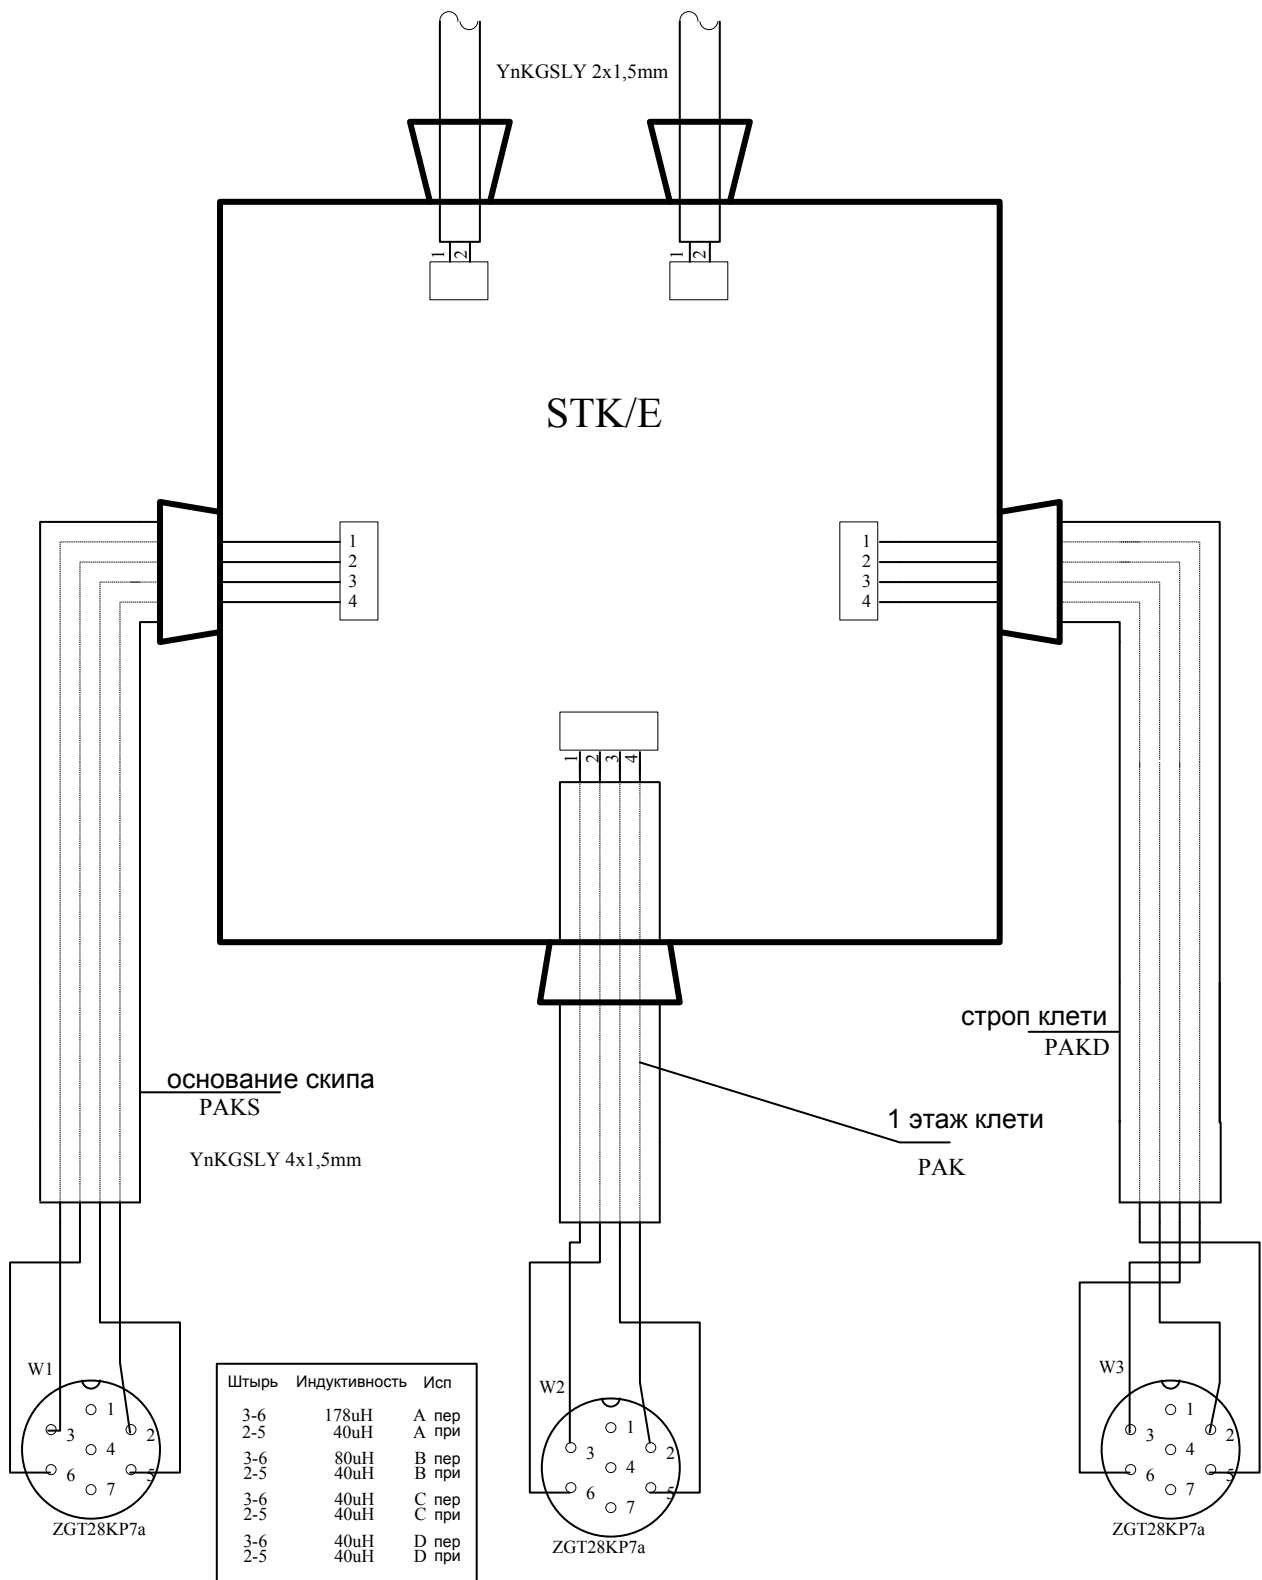 YnKGSLY 2x1,5mm
1
2
1
2
STK/E
1
2
3
4
1
2
3
4
1
2
3
4
строп клети
PAKD
основание скипа
PAKS
1 этаж клети
PAK
YnKGSLY 4x1,5mm
W1
1
3
2
4
6
5
7
ZGT28KP7a
Штырь Индуктивность Исп
3-6 178uH A пер
2-5 40uH A при
3-6 80uH B пер
2-5 40uH B при
3-6 40uH C пер
2-5 40uH C при
3-6 40uH D пер
2-5 40uH D при
W2
1
3
2
4
6
5
7
ZGT28KP7a
W3
1
3
2
4
6
5
7
ZGT28KP7a